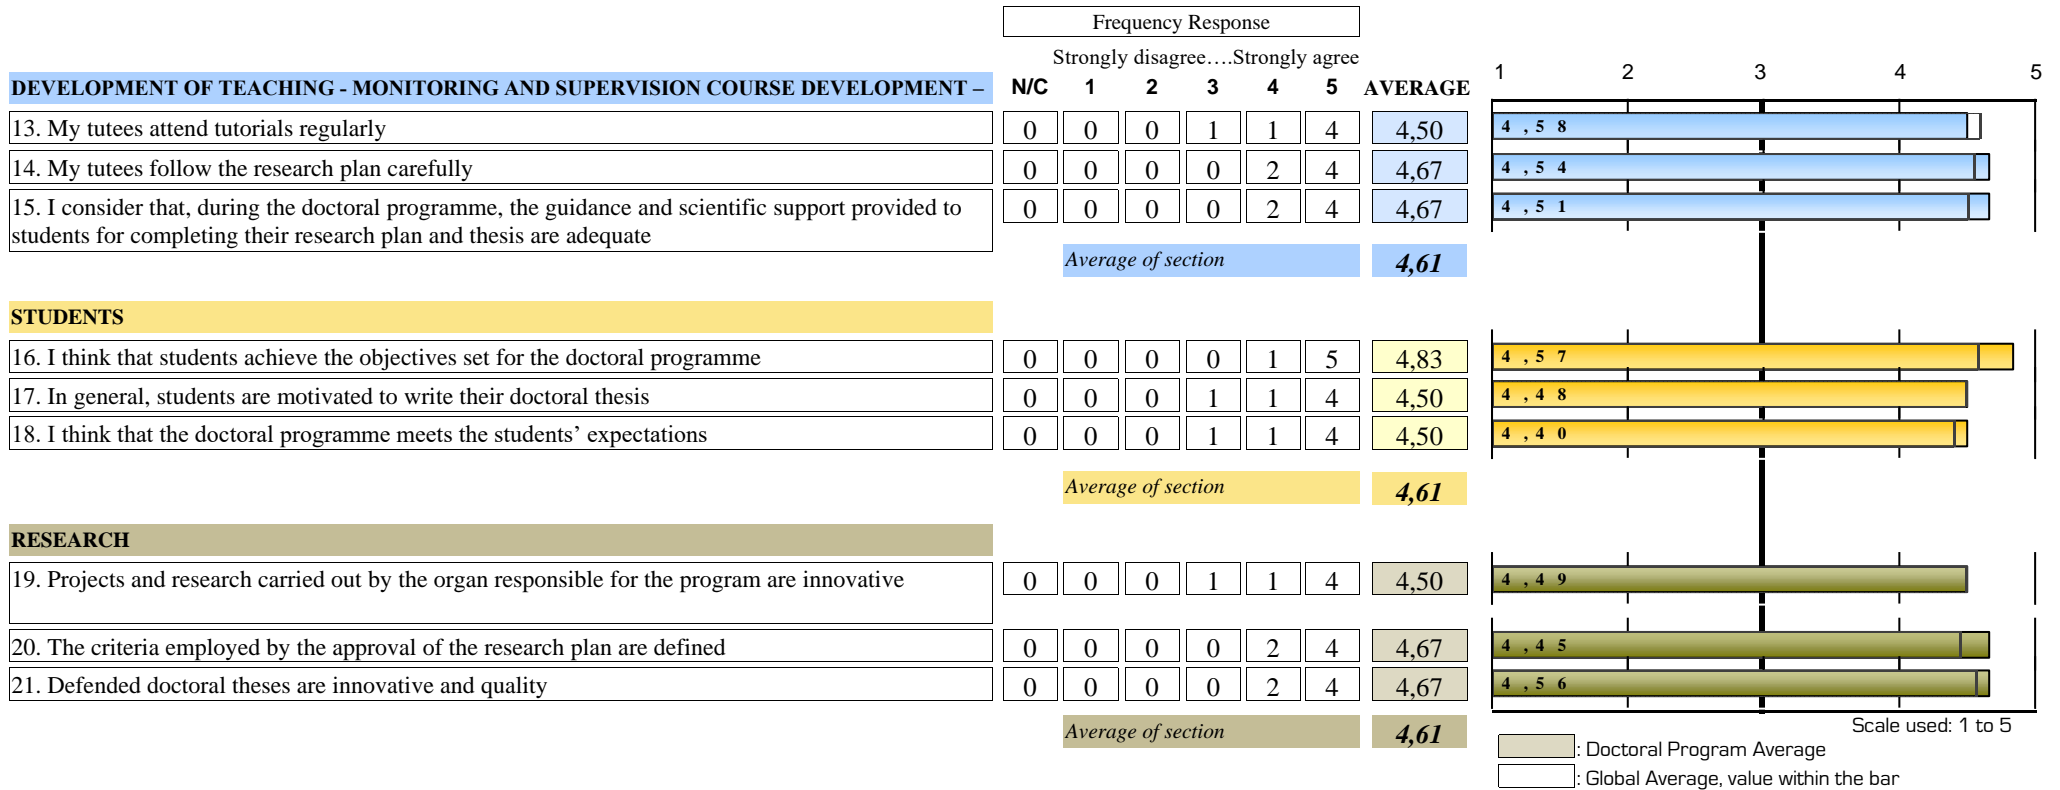 Frequency Response
Strongly disagree….Strongly agree
DEVELOPMENT OF TEACHING - MONITORING AND SUPERVISION COURSE DEVELOPMENT – N/C 1 2 3 4 5 AVERAGE 1 2 3 4 5
13. My tutees attend tutorials regularly 0 0 0 1 1 4 4,50 4,58
14. My tutees follow the research plan carefully 0 0 0 0 2 4 4,67 4,54
15. I consider that, during the doctoral programme, the guidance and scientific support provided to 0 0 0 0 2 4 4,67 4,51
students for completing their research plan and thesis are adequate
Average of section 4,61
STUDENTS
16. I think that students achieve the objectives set for the doctoral programme 0 0 0 0 1 5 4,83 4,57
17. In general, students are motivated to write their doctoral thesis 0 0 0 1 1 4 4,50 4,48
18. I think that the doctoral programme meets the students’ expectations 0 0 0 1 1 4 4,50 4,40
Average of section 4,61
RESEARCH
19. Projects and research carried out by the organ responsible for the program are innovative 0 0 0 1 1 4 4,50 4,49
20. The criteria employed by the approval of the research plan are defined 0 0 0 0 2 4 4,67 4,45
21. Defended doctoral theses are innovative and quality 0 0 0 0 2 4 4,67 4,56
Average of section 4,61
Scale used: 1 to 5
: Doctoral Program Average
: Global Average, value within the bar